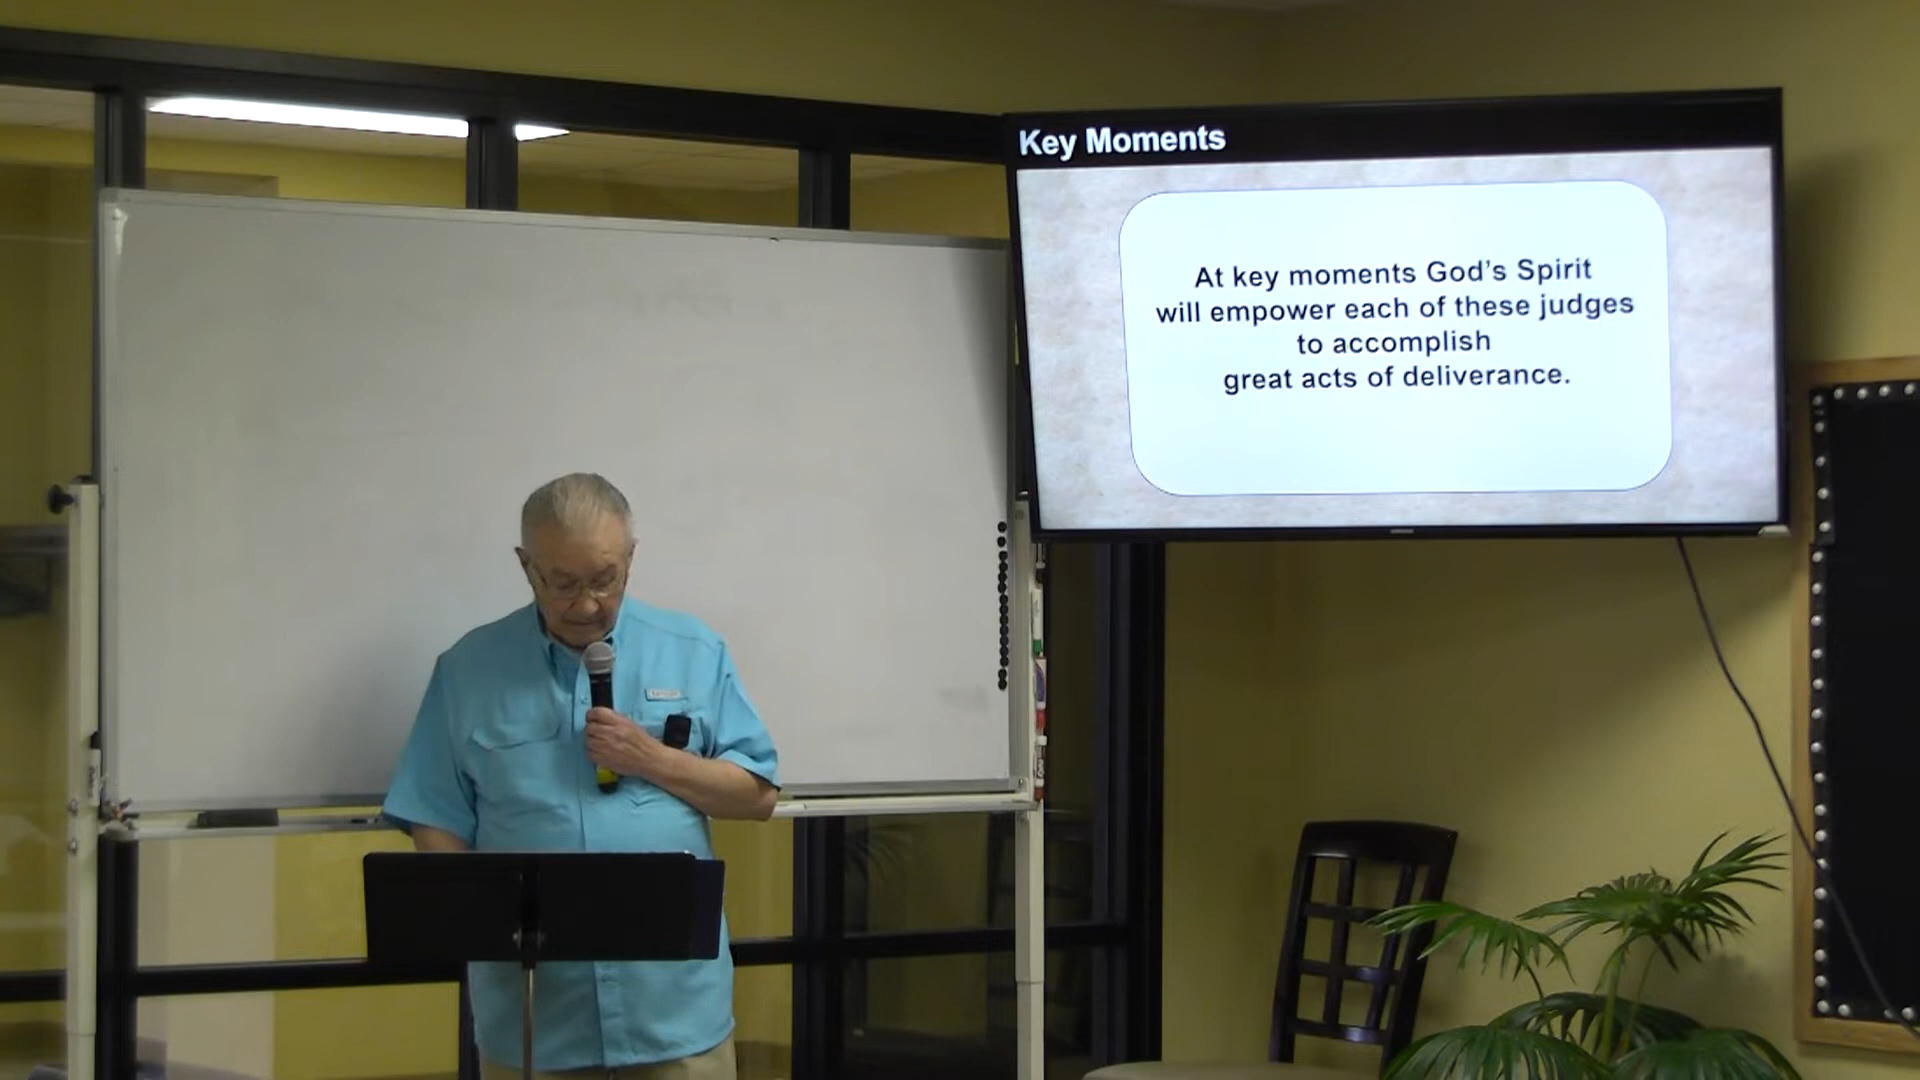 Key Moments
At key moments God's Spirit
will empower each of these judges
to accomplish
great acts of deliverance.